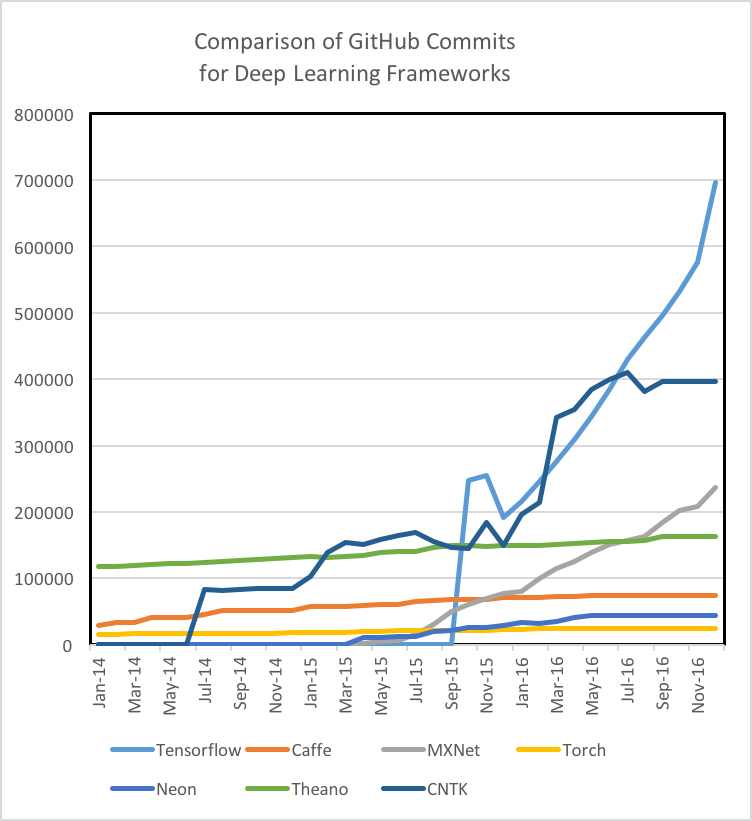 Comparison of GitHub Commits
for Deep Learning Frameworks
800000
700000
600000
500000
400000
300000
200000
100000
0
Jan-14 Mar-14 May-14 Jul-14 Sep-14 Nov-14 Jan-15 Mar-15 May-15 Jul-15 Sep-15 Nov-15 Jan-16 Mar-16 May-16 Jul-16 Sep-16 Nov-16
Tensorflow Caffe MXNet Torch
Neon Theano CNTK